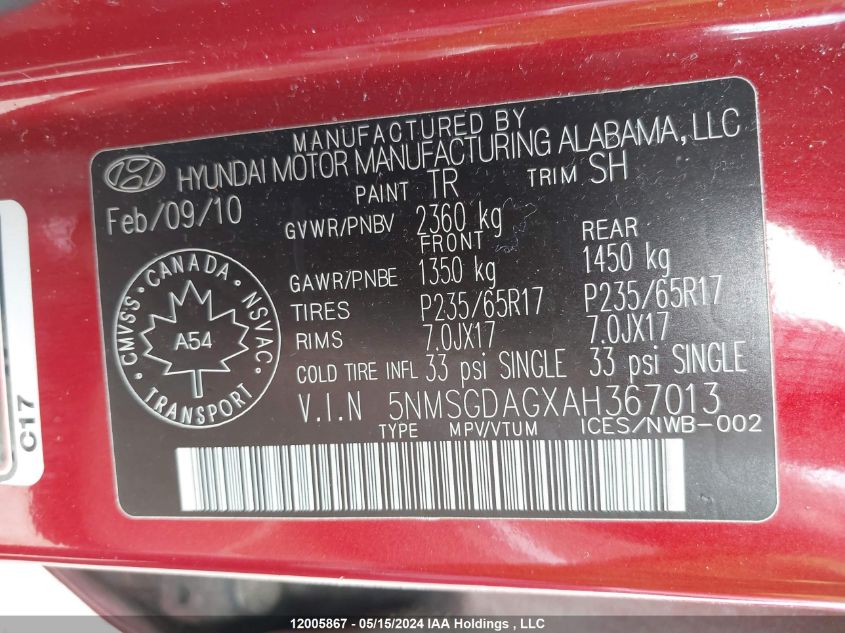 MANUFACTURED BY
HYUNDAI MOTOR MANUFACTURING ALABAMA, LLC
PAINT TR TRIM SH
Feb/09/10
GVWR/PNBV 2360 kg
FRONT REAR
GAWR/PNBE 1350 kg 1450 kg
TIRES P235/65R17 P235/65R17
RIMS 7.0JX17 7.0JX17
COLD TIRE INFL 33 psi SINGLE 33 psi SINGLE
V.I.N 5NMSGDAGXAH367013
TYPE MPV/VTUM ICES/NWB-002
CMVSS · CANADA · NSVAC
A54
TRANSPORT
C17
12005867 - 05/15/2024 IAA Holdings , LLC